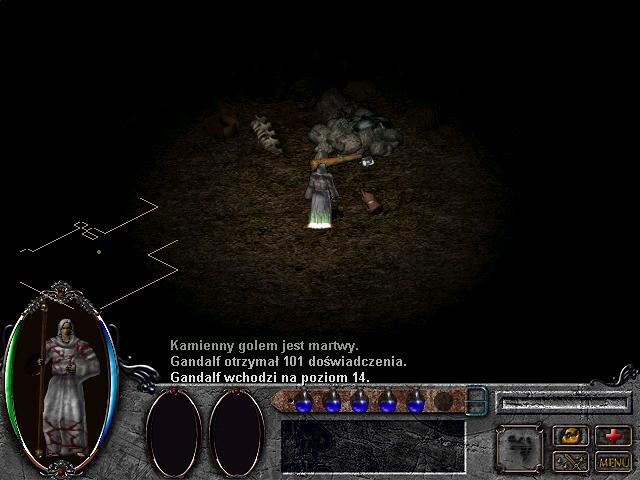 Kamienny golem jest martwy.
Gandalf otrzymał 101 doświadczenia.
Gandalf wchodzi na poziom 14.
MENU